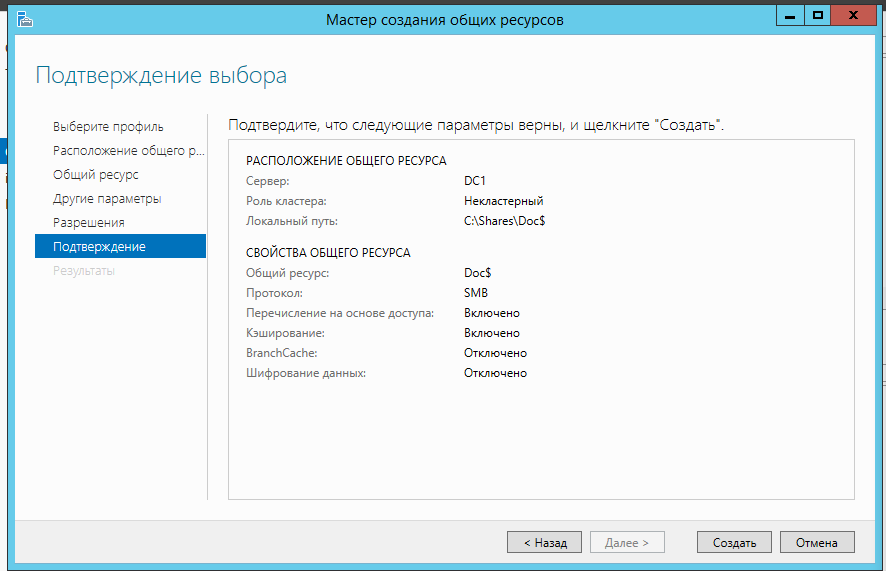 Мастер создания общих ресурсов
Подтверждение выбора
Выберите профиль
Расположение общего р...
Общий ресурс
Другие параметры
Разрешения
Подтверждение
Результаты
Подтвердите, что следующие параметры верны, и щелкните "Создать".
РАСПОЛОЖЕНИЕ ОБЩЕГО РЕСУРСА
Сервер: DC1
Роль кластера: Некластерный
Локальный путь: C:\Shares\Doc$
СВОЙСТВА ОБЩЕГО РЕСУРСА
Общий ресурс: Doc$
Протокол: SMB
Перечисление на основе доступа: Включено
Кэширование: Включено
BranchCache: Отключено
Шифрование данных: Отключено
< Назад Далее > Создать Отмена